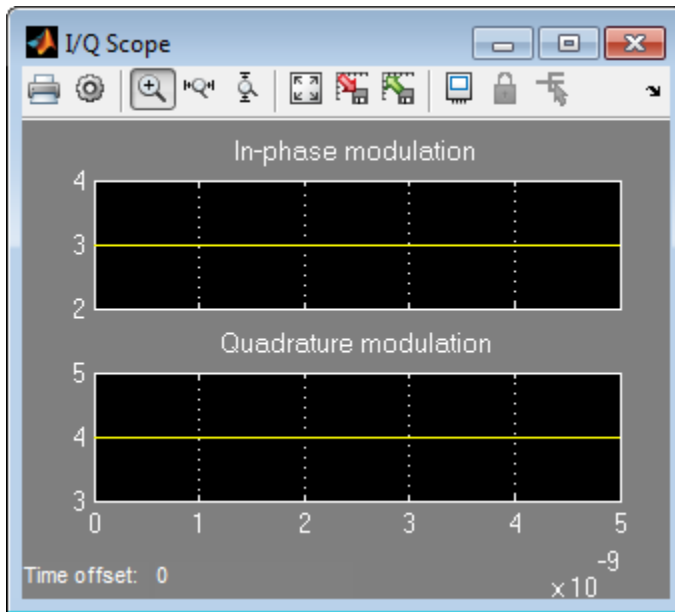 I/Q Scope
In-phase modulation
4
3
2
Quadrature modulation
5
4
3
0 1 2 3 4 5
Time offset: 0
x 10 -9